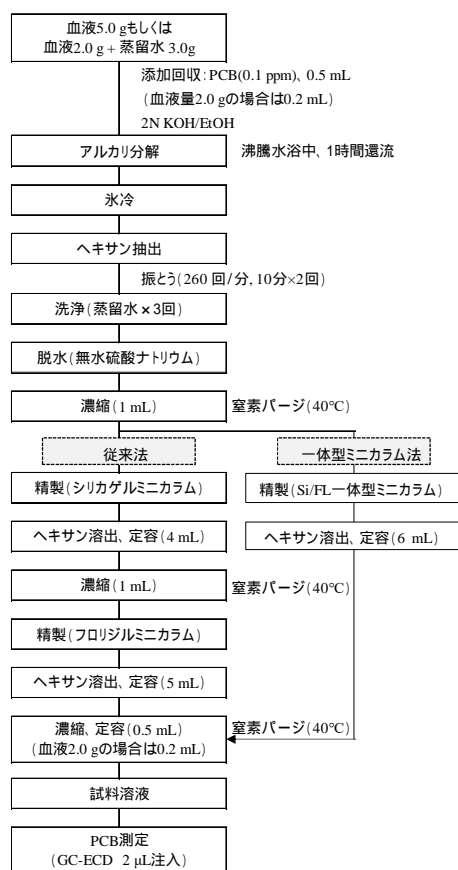 血液5.0 gもしくは
血液2.0 g + 蒸留水 3.0g
添加回収：PCB(0.1 ppm)、0.5 mL
(血液量2.0 gの場合は0.2 mL)
2N KOH/EtOH
アルカリ分解
沸騰水浴中、1時間還流
氷冷
ヘキサン抽出
振とう(260 回/分, 10分×2回)
洗浄(蒸留水×3回)
脱水(無水硫酸ナトリウム)
濃縮(1 mL)
窒素パージ(40℃)
従来法
一体型ミニカラム法
精製(シリカゲルミニカラム)
精製(Si/FL一体型ミニカラム)
ヘキサン溶出、定容(4 mL)
ヘキサン溶出、定容(6 mL)
濃縮(1 mL)
窒素パージ(40℃)
精製(フロリジルミニカラム)
ヘキサン溶出、定容(5 mL)
濃縮、定容(0.5 mL)
(血液2.0 gの場合は0.2 mL)
窒素パージ(40℃)
試料溶液
PCB測定
(GC-ECD 2 μL注入)